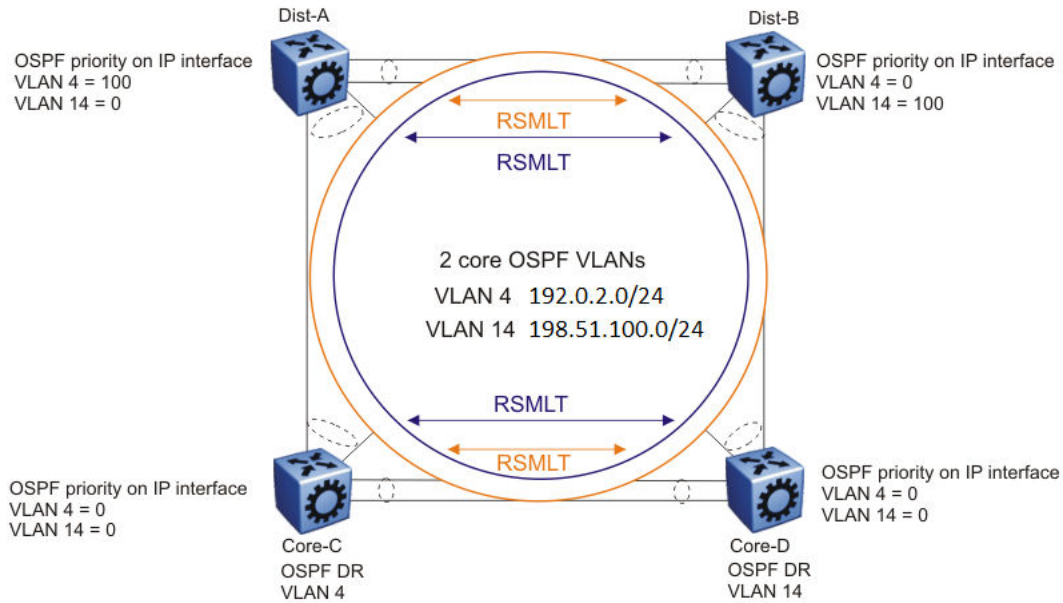 Dist-A
Dist-B
OSPF priority on IP interface
VLAN 4 = 100
VLAN 14 = 0
OSPF priority on IP interface
VLAN 4 = 0
VLAN 14 = 100
RSMLT
RSMLT
2 core OSPF VLANs
VLAN 4 192.0.2.0/24
VLAN 14 198.51.100.0/24
RSMLT
RSMLT
OSPF priority on IP interface
VLAN 4 = 0
VLAN 14 = 0
OSPF priority on IP interface
VLAN 4 = 0
VLAN 14 = 0
Core-C
OSPF DR
VLAN 4
Core-D
OSPF DR
VLAN 14